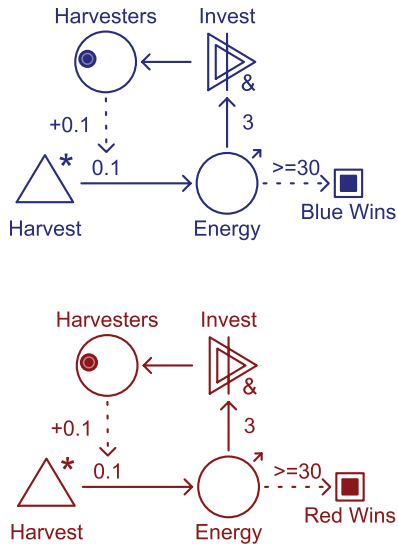 Harvesters Invest
&
+0.1 3
* 0.1 >=30
Harvest Energy Blue Wins
Harvesters Invest
&
+0.1 3
* 0.1 >=30
Harvest Energy Red Wins